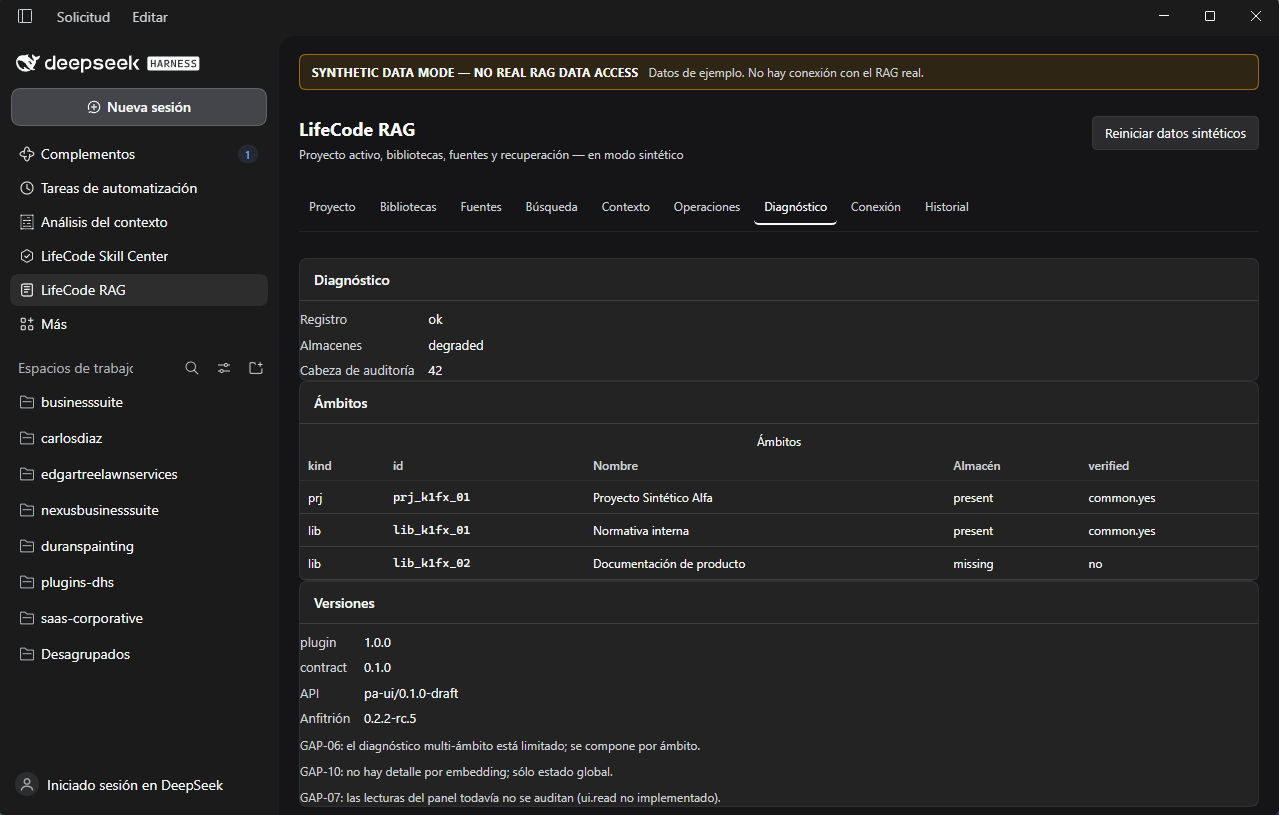 Solicitud Editar
deepseek HARNESS
Nueva sesión
Complementos 1
Tareas de automatización
Análisis del contexto
LifeCode Skill Center
LifeCode RAG
Más
Espacios de trabajo
businesssuite
carlosdiaz
edgartreelawnservices
nexusbusinesssuite
duranspainting
plugins-dhs
saas-corporative
Desagrupados
Iniciado sesión en DeepSeek
SYNTHETIC DATA MODE — NO REAL RAG DATA ACCESS Datos de ejemplo. No hay conexión con el RAG real.
LifeCode RAG
Proyecto activo, bibliotecas, fuentes y recuperación — en modo sintético
Reiniciar datos sintéticos
Proyecto Bibliotecas Fuentes Búsqueda Contexto Operaciones Diagnóstico Conexión Historial
Diagnóstico
Registro ok
Almacenes degraded
Cabeza de auditoría 42
Ámbitos
Ámbitos
kind id Nombre Almacén verified
prj prj_k1fx_01 Proyecto Sintético Alfa present common.yes
lib lib_k1fx_01 Normativa interna present common.yes
lib lib_k1fx_02 Documentación de producto missing no
Versiones
plugin 1.0.0
contract 0.1.0
API pa-ui/0.1.0-draft
Anfitrión 0.2.2-rc.5
GAP-06: el diagnóstico multi-ámbito está limitado; se compone por ámbito.
GAP-10: no hay detalle por embedding; sólo estado global.
GAP-07: las lecturas del panel todavía no se auditan (ui.read no implementado).